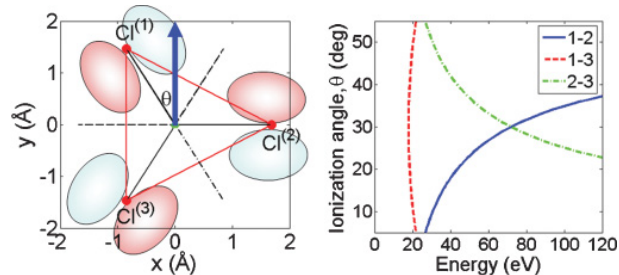 Cl(1)
θ
Cl(2)
Cl(3)
y (Å)
2
1
0
-1
-2
-2 -1 0 1 2
x (Å)
Ionization angle, θ (deg)
50
40
30
20
10
0 20 40 60 80 100 120
Energy (eV)
1-2
1-3
2-3